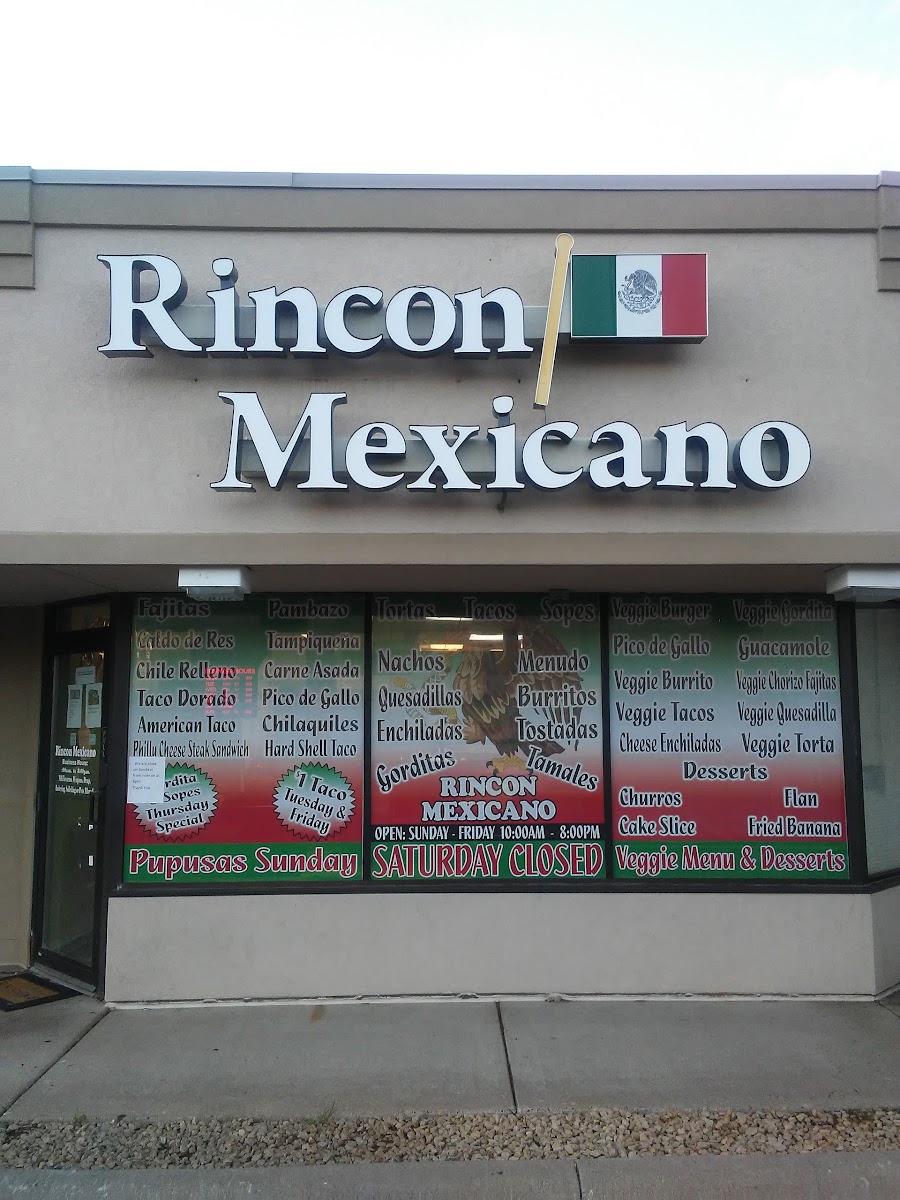 Rincon
Mexicano
Fajitas Pambazo
Caldo de Res Tampiqueña
Chile Relleno Carne Asada
Taco Dorado Pico de Gallo
American Taco Chilaquiles
Philly Cheese Steak Sandwich Hard Shell Taco
Sopes
Thursday
Special
$1 Taco
Tuesday &
Friday
Pupusas Sunday
Tortas Tacos Sopes
Nachos Menudo
Quesadillas Burritos
Enchiladas Tostadas
Gorditas Tamales
RINCON
MEXICANO
OPEN: SUNDAY - FRIDAY 10:00AM - 8:00PM
SATURDAY CLOSED
Veggie Burger Veggie Gordita
Pico de Gallo Guacamole
Veggie Burrito Veggie Chorizo Fajitas
Veggie Tacos Veggie Quesadilla
Cheese Enchiladas Veggie Torta
Desserts
Churros Flan
Cake Slice Fried Banana
Veggie Menu & Desserts
Rincon Mexicano
Business Hours: